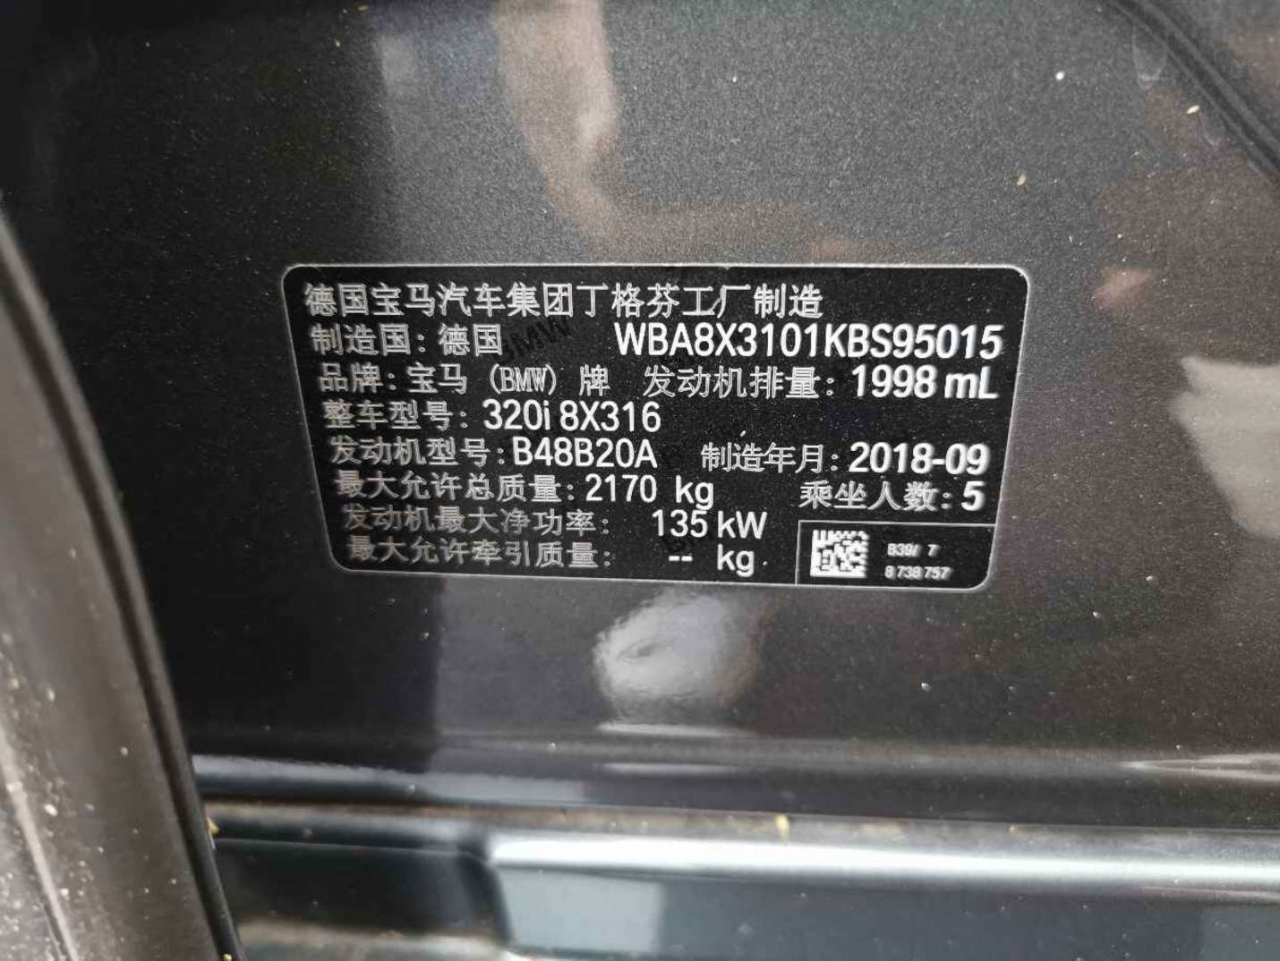 德国宝马汽车集团丁格芬工厂制造
制造国：德国 WBA8X3101KBS95015
品牌：宝马（BMW）牌 发动机排量：1998 mL
整车型号：320i 8X316
发动机型号：B48B20A 制造年月：2018-09
最大允许总质量：2170 kg 乘坐人数：5
发动机最大净功率： 135 kW
最大允许牵引质量： -- kg
B39/ 7
8 738 757